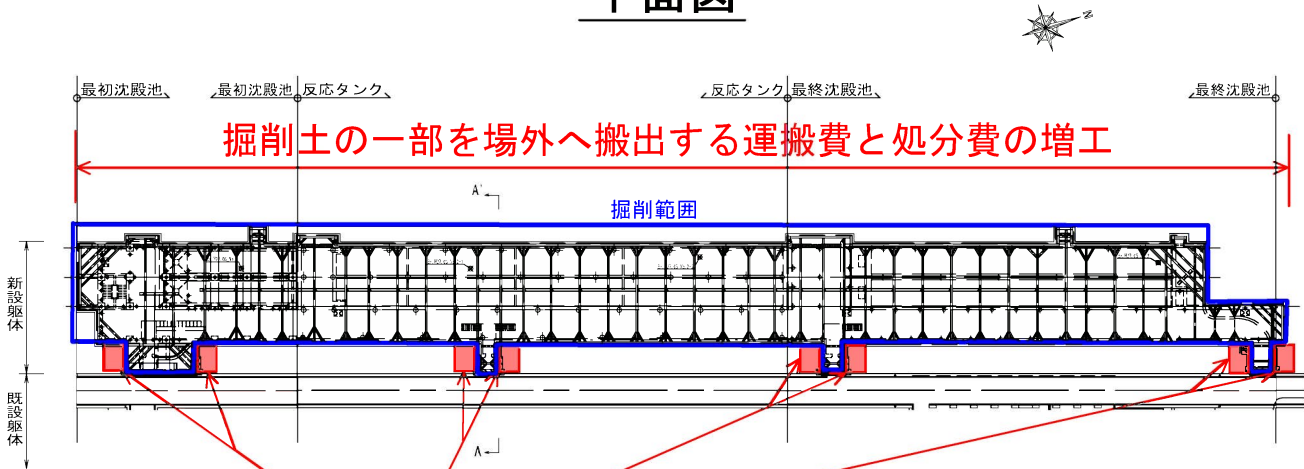 平面図
N
最初沈殿池
最初沈殿池
反応タンク
反応タンク
最終沈殿池
最終沈殿池
掘削土の一部を場外へ搬出する運搬費と処分費の増工
A'
掘削範囲
新設躯体
既設躯体
A